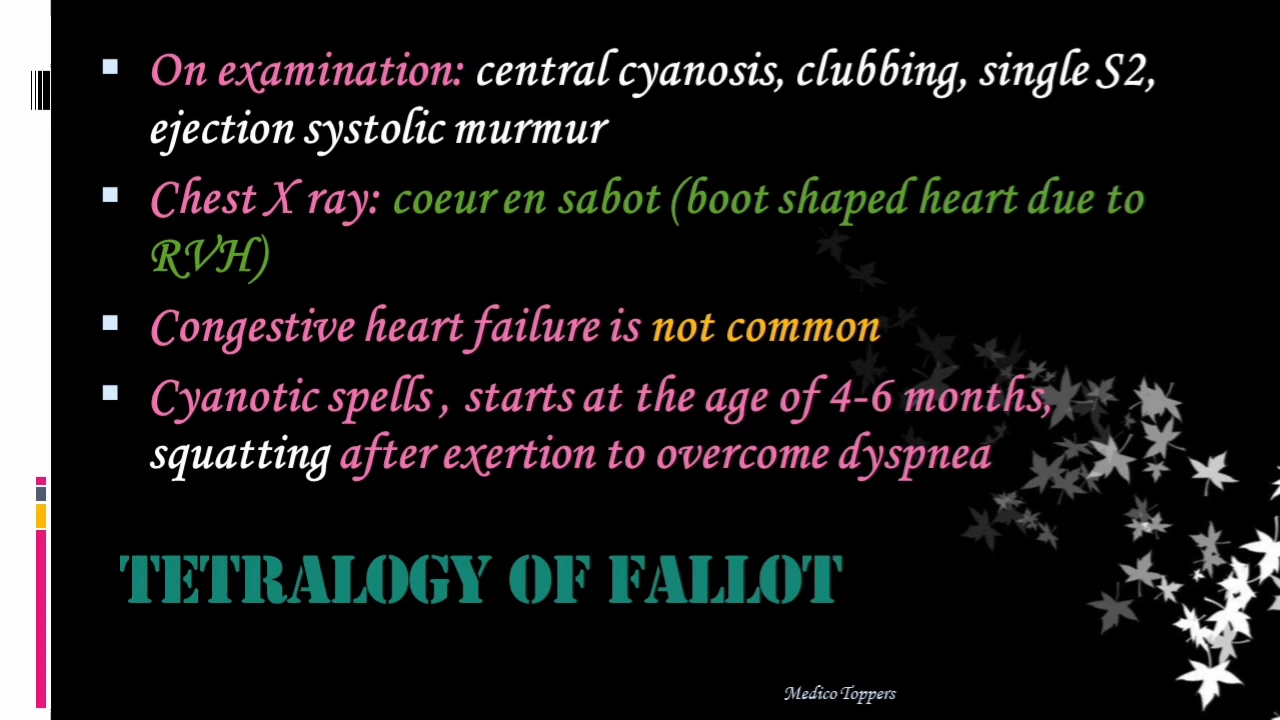 On examination: central cyanosis, clubbing, single S2,
ejection systolic murmur
Chest X ray: coeur en sabot (boot shaped heart due to
RVH)
Congestive heart failure is not common
Cyanotic spells , starts at the age of 4-6 months,
squatting after exertion to overcome dyspnea
TETRALOGY OF FALLOT
Medico Toppers